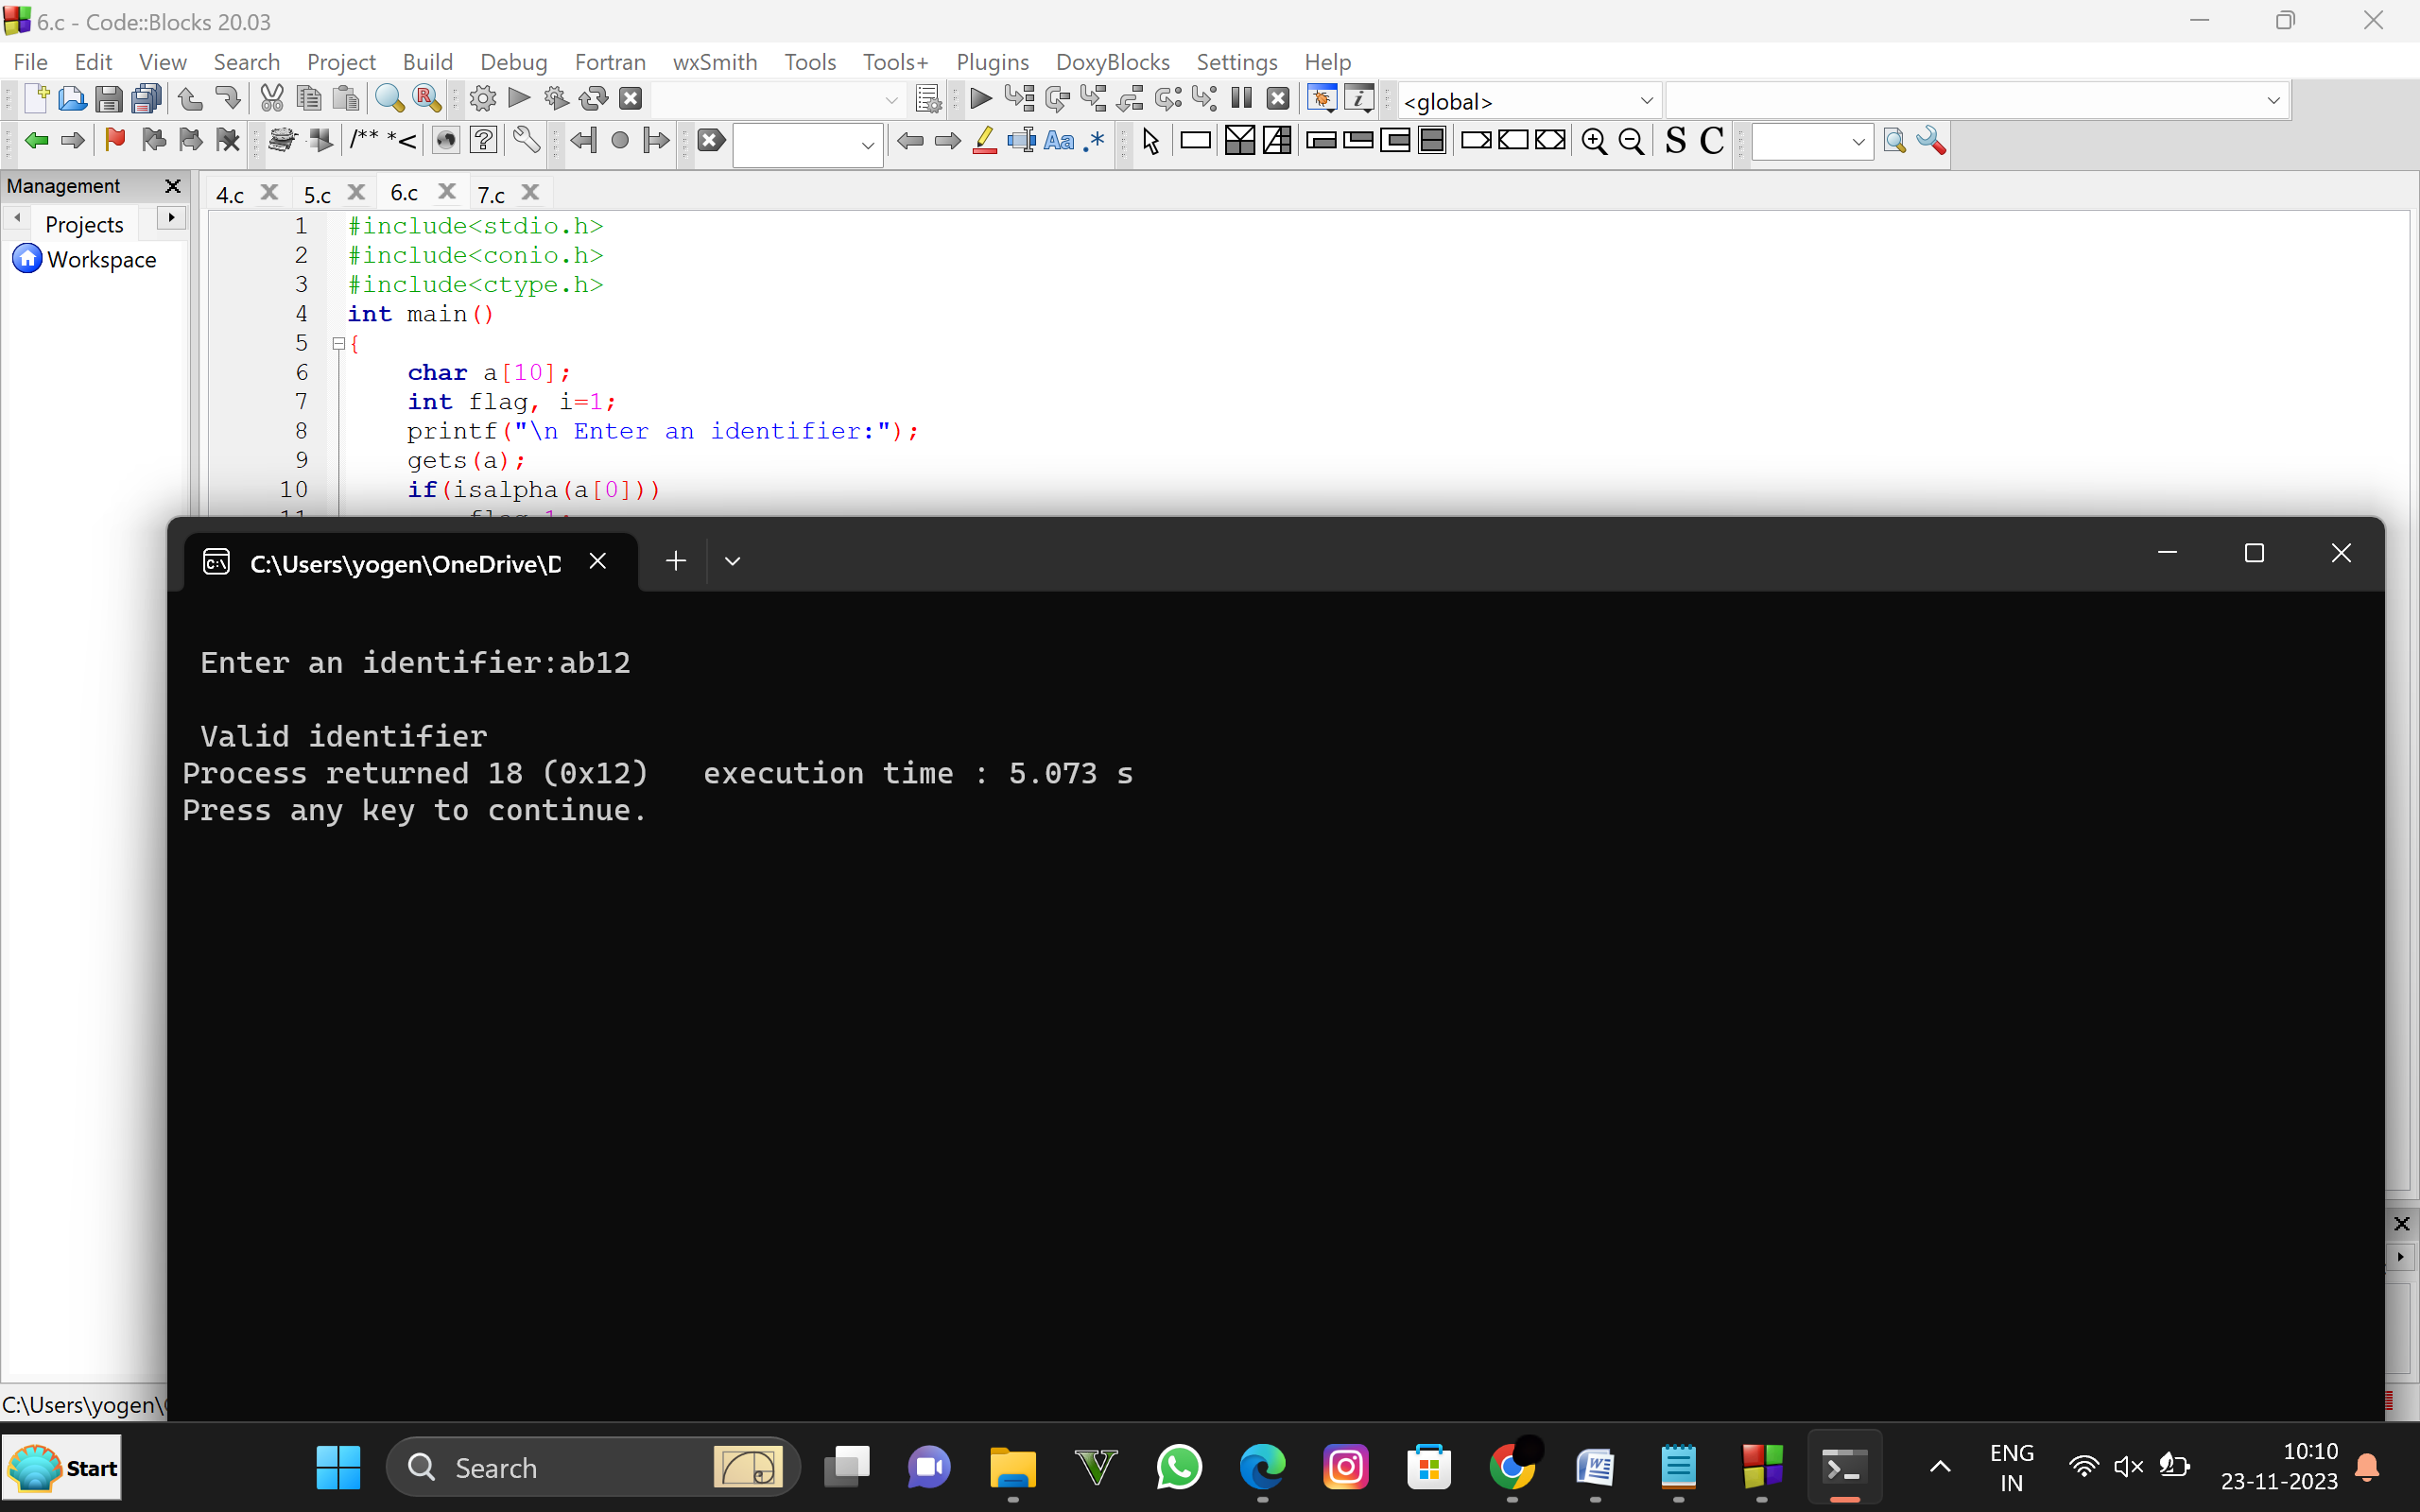 6.c - Code::Blocks 20.03
File Edit View Search Project Build Debug Fortran wxSmith Tools Tools+ Plugins DoxyBlocks Settings Help
<global>
/** *< Aa .* S C
Management
4.c 5.c 6.c 7.c
Projects
Workspace
1 #include<stdio.h>
2 #include<conio.h>
3 #include<ctype.h>
4 int main()
5 {
6 char a[10];
7 int flag, i=1;
8 printf("\n Enter an identifier:");
9 gets(a);
10 if(isalpha(a[0]))
C:\Users\yogen\OneDrive\D
Enter an identifier:ab12
Valid identifier
Process returned 18 (0x12) execution time : 5.073 s
Press any key to continue.
C:\Users\yogen\
Start
Search
ENG
IN
10:10
23-11-2023